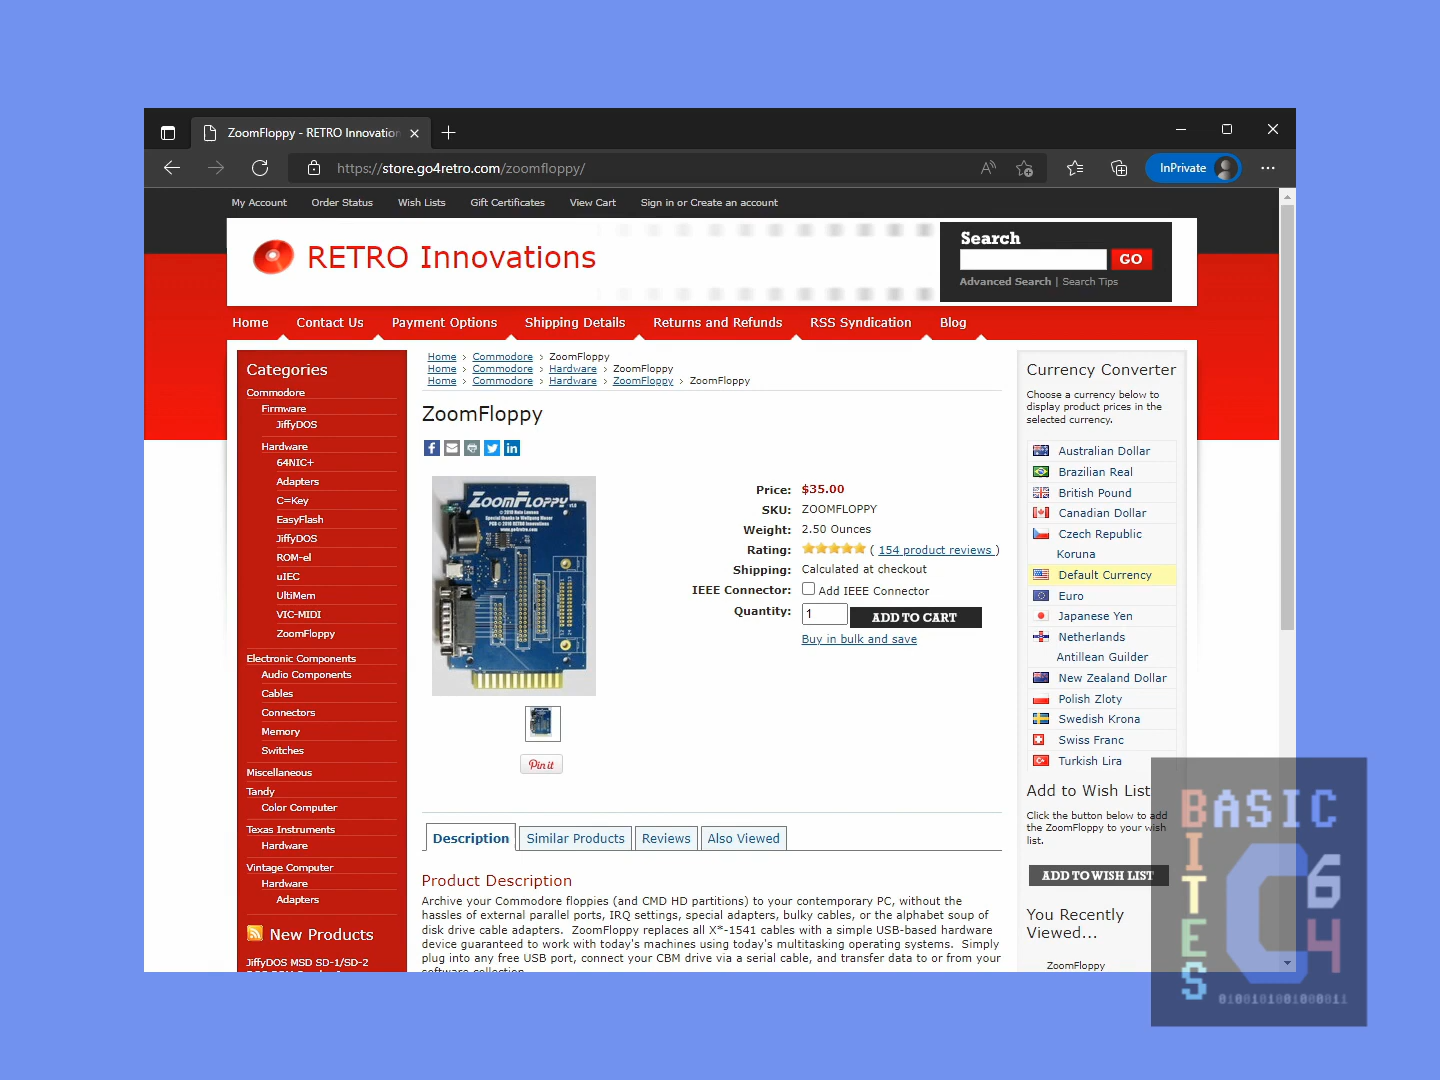 ZoomFloppy - RETRO Innovation
https://store.go4retro.com/zoomfloppy/
InPrivate
My Account
Order Status
Wish Lists
Gift Certificates
View Cart
Sign in or Create an account
RETRO Innovations
Search
GO
Advanced Search | Search Tips
Home
Contact Us
Payment Options
Shipping Details
Returns and Refunds
RSS Syndication
Blog
Categories
Commodore
Firmware
JiffyDOS
Hardware
64NIC+
Adapters
C=Key
EasyFlash
JiffyDOS
ROM-el
uIEC
UltiMem
VIC-MIDI
ZoomFloppy
Electronic Components
Audio Components
Cables
Connectors
Memory
Switches
Miscellaneous
Tandy
Color Computer
Texas Instruments
Hardware
Vintage Computer
Hardware
Adapters
New Products
JiffyDOS MSD SD-1/SD-2
Home > Commodore > ZoomFloppy
Home > Commodore > Hardware > ZoomFloppy
Home > Commodore > Hardware > ZoomFloppy > ZoomFloppy
ZoomFloppy
ZOOMFLOPPY
www.go4retro.com
Pin it
Price: $35.00
SKU: ZOOMFLOPPY
Weight: 2.50 Ounces
Rating: ( 154 product reviews )
Shipping: Calculated at checkout
IEEE Connector: Add IEEE Connector
Quantity: 1 ADD TO CART
Buy in bulk and save
Description
Similar Products
Reviews
Also Viewed
Product Description
Archive your Commodore floppies (and CMD HD partitions) to your contemporary PC, without the
hassles of external parallel ports, IRQ settings, special adapters, bulky cables, or the alphabet soup of
disk drive cable adapters.  ZoomFloppy replaces all X*-1541 cables with a simple USB-based hardware
device guaranteed to work with today's machines using today's multitasking operating systems.  Simply
plug into any free USB port, connect your CBM drive via a serial cable, and transfer data to or from your
software collection
Currency Converter
Choose a currency below to
display product prices in the
selected currency.
Australian Dollar
Brazilian Real
British Pound
Canadian Dollar
Czech Republic
Koruna
Default Currency
Euro
Japanese Yen
Netherlands
Antillean Guilder
New Zealand Dollar
Polish Zloty
Swedish Krona
Swiss Franc
Turkish Lira
Add to Wish List
Click the button below to add
the ZoomFloppy to your wish
list.
ADD TO WISH LIST
You Recently
Viewed...
ZoomFloppy
BASIC
BITES
C64
0100101001000011